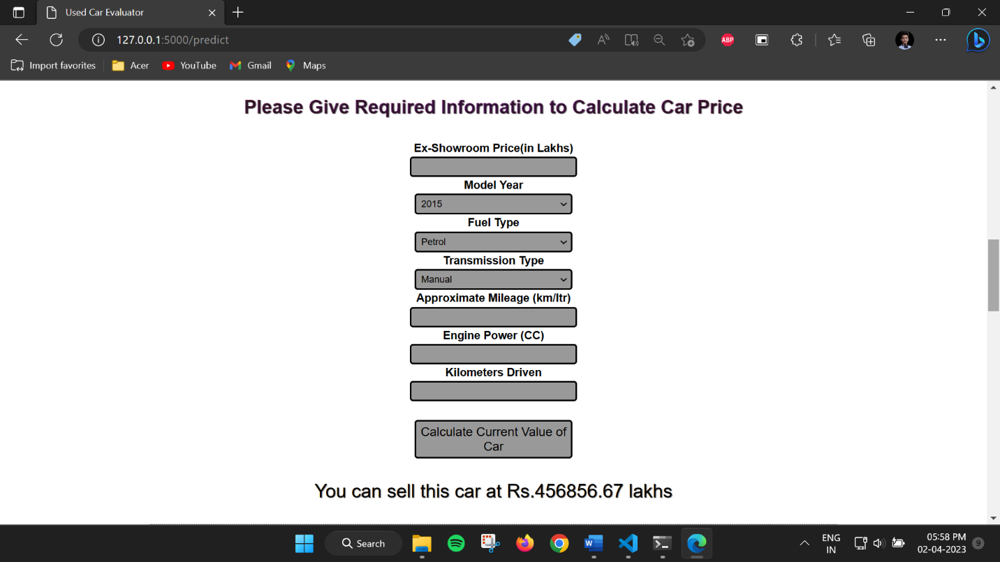 Used Car Evaluator
127.0.0.1:5000/predict
ABP
Import favorites Acer YouTube Gmail Maps
Please Give Required Information to Calculate Car Price
Ex-Showroom Price(in Lakhs)
Model Year
2015
Fuel Type
Petrol
Transmission Type
Manual
Approximate Mileage (km/ltr)
Engine Power (CC)
Kilometers Driven
Calculate Current Value of
Car
You can sell this car at Rs.456856.67 lakhs
Search
ENG
IN
05:58 PM
02-04-2023
9